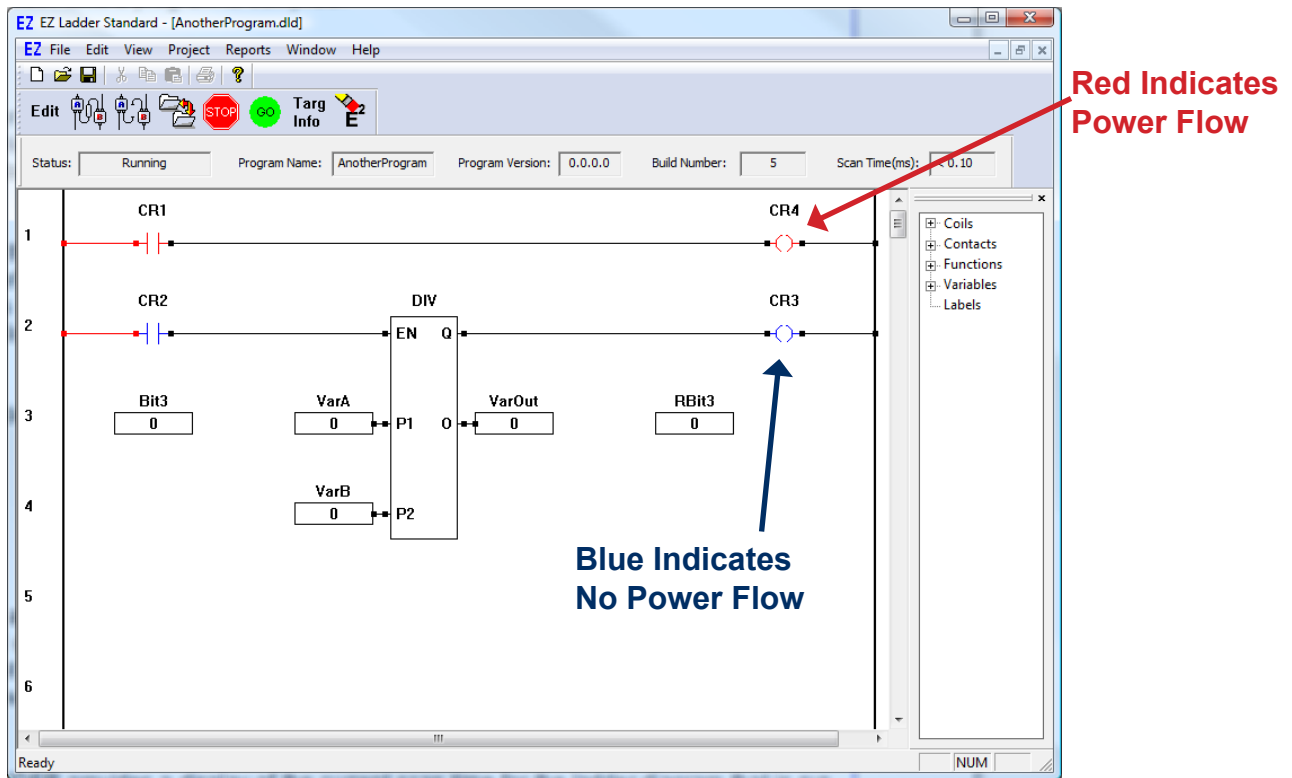 EZ EZ Ladder Standard - [AnotherProgram.dld]
EZ File Edit View Project Reports Window Help
Edit A B A B STOP GO Targ Info E2
Status: Running Program Name: AnotherProgram Program Version: 0.0.0.0 Build Number: 5 Scan Time(ms): < 0.10
Red Indicates
Power Flow
CR1 CR4
1
CR2 DIV CR3
2 EN Q
Bit3 VarA VarOut RBit3
3 0 0 P1 O 0 0
VarB
4 0 P2
5
6
Coils
Contacts
Functions
Variables
Labels
Blue Indicates
No Power Flow
Ready NUM